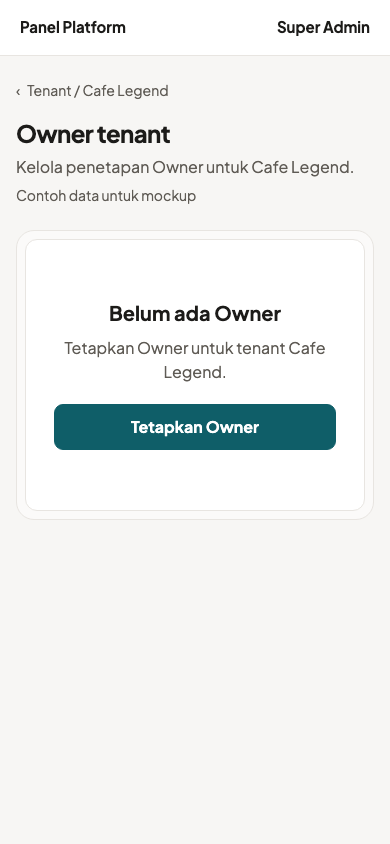 Panel Platform
Super Admin
‹ Tenant / Cafe Legend
Owner tenant
Kelola penetapan Owner untuk Cafe Legend.
Contoh data untuk mockup
Belum ada Owner
Tetapkan Owner untuk tenant Cafe
Legend.
Tetapkan Owner